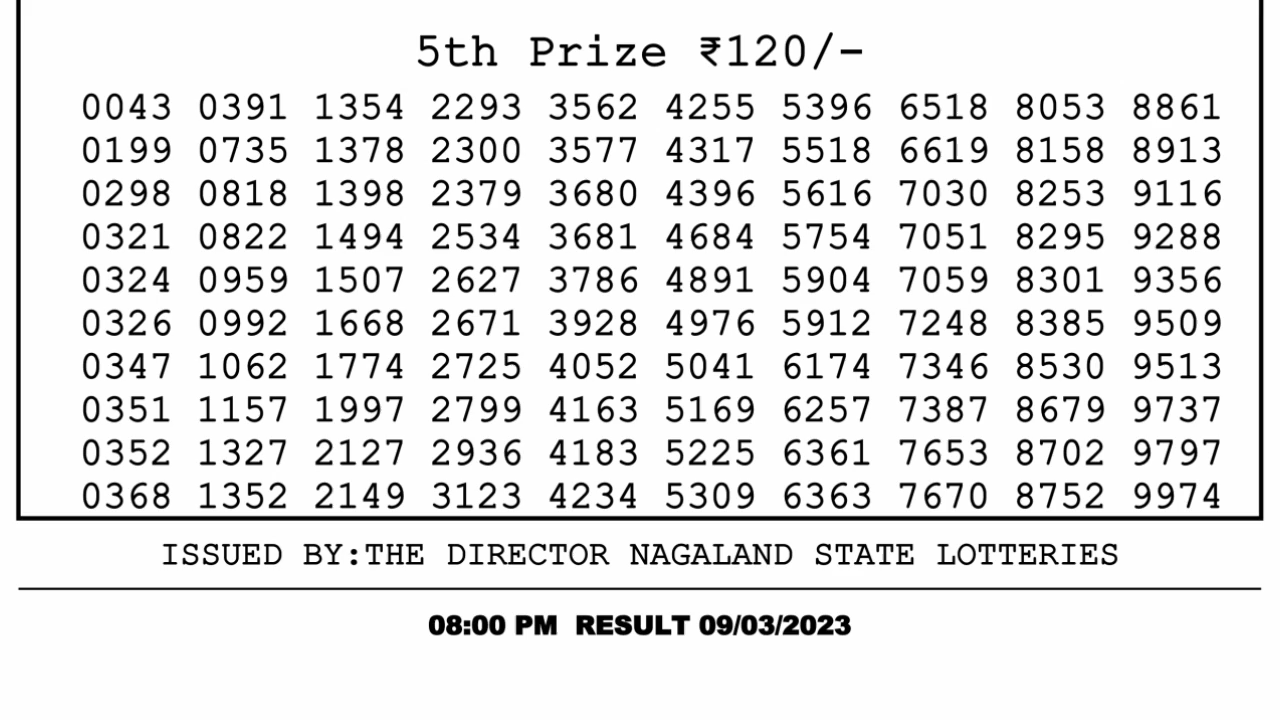 5th Prize ₹120/-
0043 0391 1354 2293 3562 4255 5396 6518 8053 8861
0199 0735 1378 2300 3577 4317 5518 6619 8158 8913
0298 0818 1398 2379 3680 4396 5616 7030 8253 9116
0321 0822 1494 2534 3681 4684 5754 7051 8295 9288
0324 0959 1507 2627 3786 4891 5904 7059 8301 9356
0326 0992 1668 2671 3928 4976 5912 7248 8385 9509
0347 1062 1774 2725 4052 5041 6174 7346 8530 9513
0351 1157 1997 2799 4163 5169 6257 7387 8679 9737
0352 1327 2127 2936 4183 5225 6361 7653 8702 9797
0368 1352 2149 3123 4234 5309 6363 7670 8752 9974
ISSUED BY:THE DIRECTOR NAGALAND STATE LOTTERIES
08:00 PM RESULT 09/03/2023